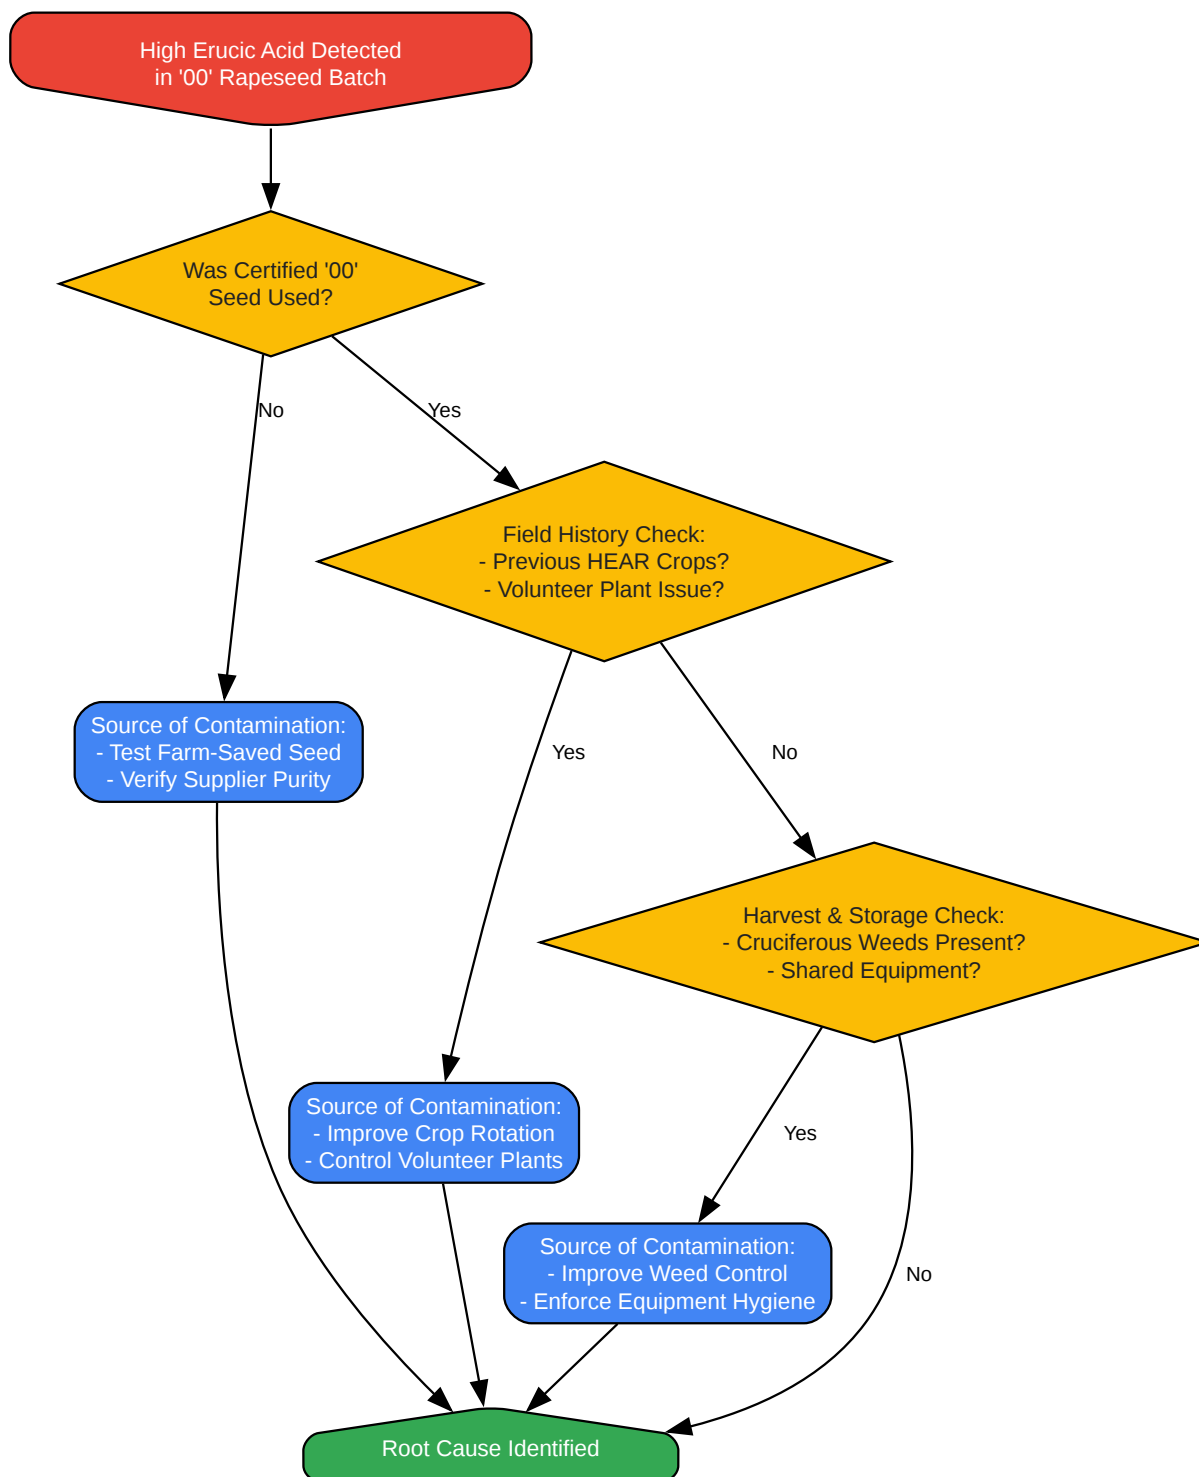 High Erucic Acid Detected
in '00' Rapeseed Batch
Was Certified '00'
Seed Used?
No
Yes
Field History Check:
- Previous HEAR Crops?
- Volunteer Plant Issue?
Source of Contamination:
- Test Farm-Saved Seed
- Verify Supplier Purity
Yes
No
Harvest & Storage Check:
- Cruciferous Weeds Present?
- Shared Equipment?
Source of Contamination:
- Improve Crop Rotation
- Control Volunteer Plants
Yes
Source of Contamination:
- Improve Weed Control
- Enforce Equipment Hygiene
No
Root Cause Identified